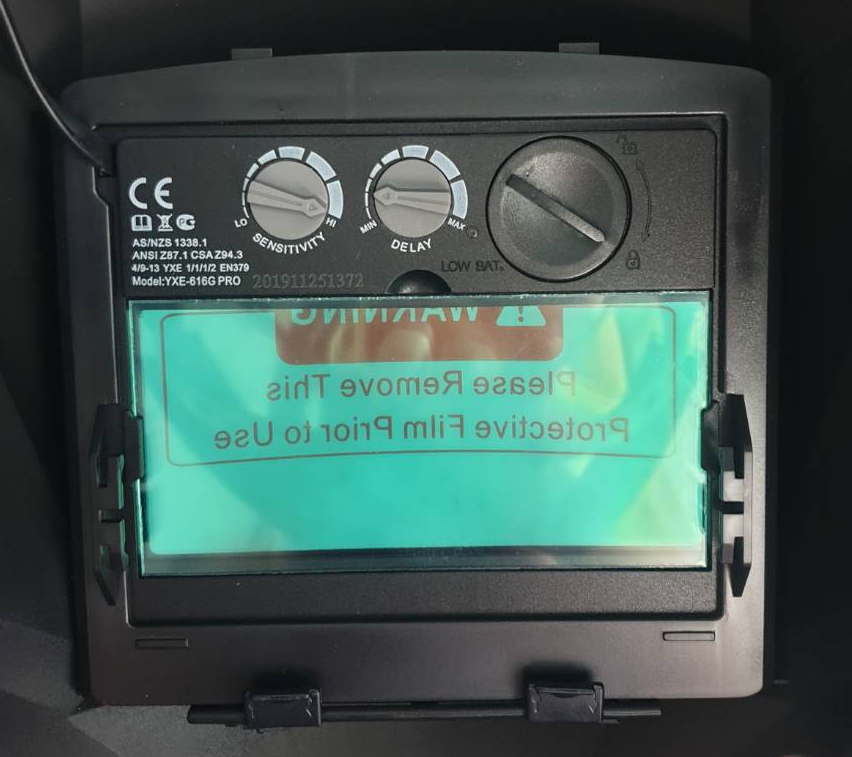 CE
LO
HI
SENSITIVITY
MIN
MAX
DELAY
LOW BAT.
AS/NZS 1338.1
ANSI Z87.1 CSA Z94.3
4/9-13 YXE 1/1/1/2 EN379
Model:YXE-616G PRO
201911251372
WARNING
Please Remove This
Protective Film Prior to Use